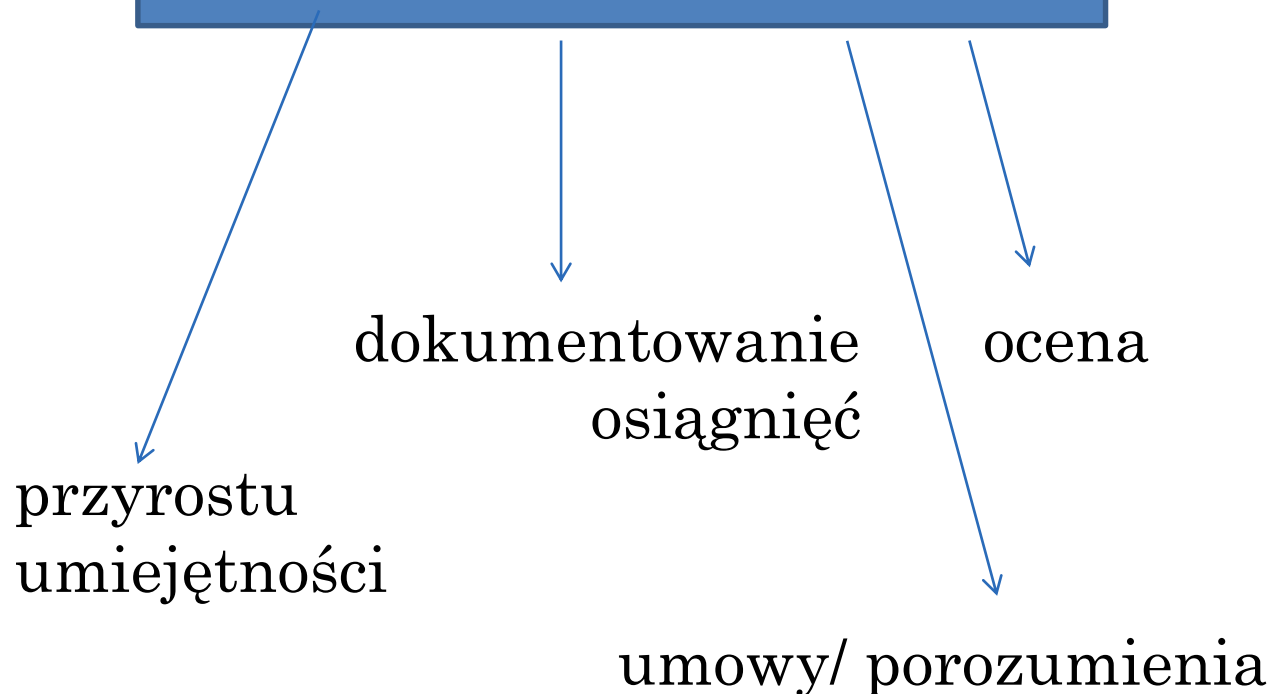 dokumentowanie
osiągnięć
ocena
przyrostu
umiejętności
umowy/ porozumienia